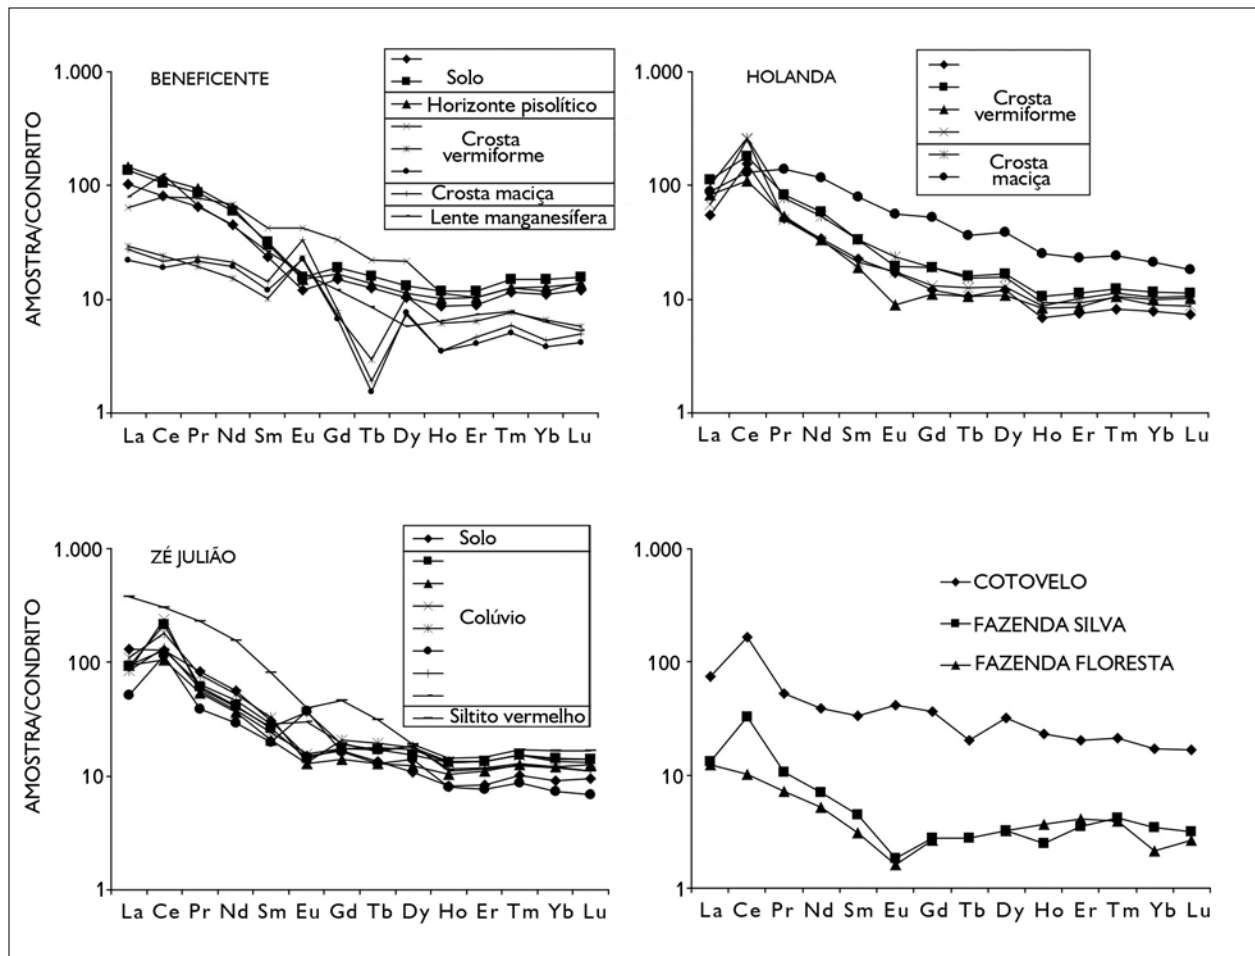 BENEFICENTE
AMOSTRA/CONDRITO
1.000
100
10
1
La Ce Pr Nd Sm Eu Gd Tb Dy Ho Er Tm Yb Lu
Solo
Horizonte pisolítico
Crosta
vermiforme
Crosta maciça
Lente manganesífera
HOLANDA
1.000
100
10
1
La Ce Pr Nd Sm Eu Gd Tb Dy Ho Er Tm Yb Lu
Crosta
vermiforme
Crosta
maciça
ZÉ JULIÃO
AMOSTRA/CONDRITO
1.000
100
10
1
La Ce Pr Nd Sm Eu Gd Tb Dy Ho Er Tm Yb Lu
Solo
Colúvio
Siltito vermelho
1.000
100
10
1
La Ce Pr Nd Sm Eu Gd Tb Dy Ho Er Tm Yb Lu
COTOVELO
FAZENDA SILVA
FAZENDA FLORESTA